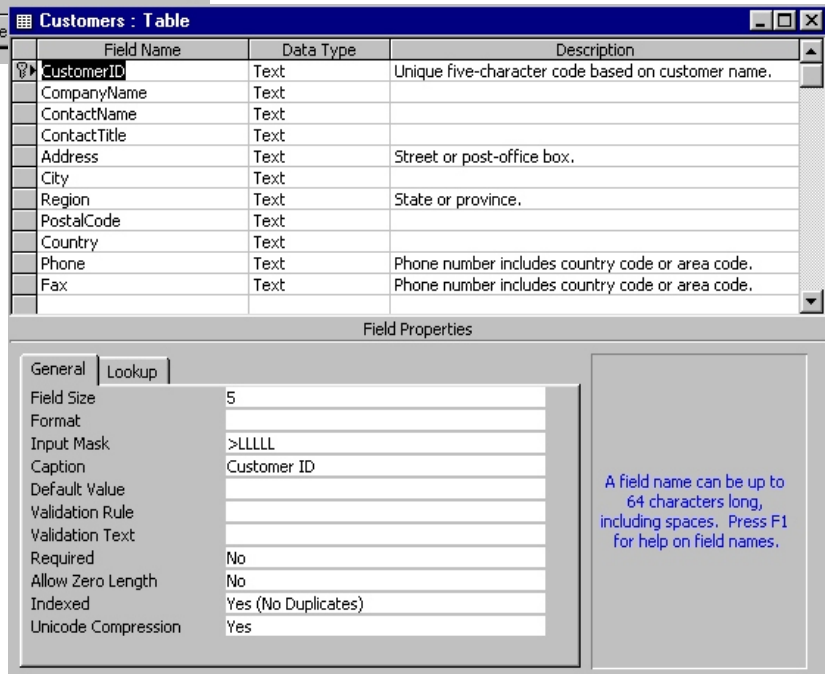 Customers : Table
Field Name Data Type Description
CustomerID Text Unique five-character code based on customer name.
CompanyName Text
ContactName Text
ContactTitle Text
Address Text Street or post-office box.
City Text
Region Text State or province.
PostalCode Text
Country Text
Phone Text Phone number includes country code or area code.
Fax Text Phone number includes country code or area code.
Field Properties
General Lookup
Field Size 5
Format
Input Mask >LLLLL
Caption Customer ID
Default Value
Validation Rule
Validation Text
Required No
Allow Zero Length No
Indexed Yes (No Duplicates)
Unicode Compression Yes
A field name can be up to
64 characters long,
including spaces. Press F1
for help on field names.